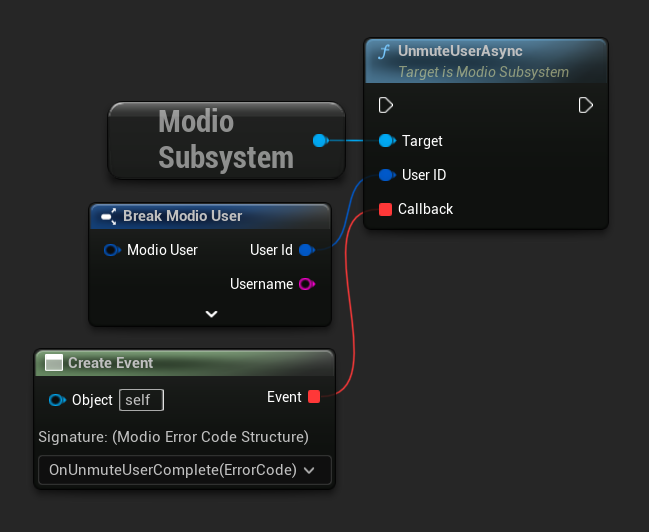 f UnmuteUserAsync
Target is Modio Subsystem
Modio
Subsystem
Target
User ID
Callback
Break Modio User
Modio User User Id
Username
Create Event
Object self Event
Signature: (Modio Error Code Structure)
OnUnmuteUserComplete(ErrorCode)